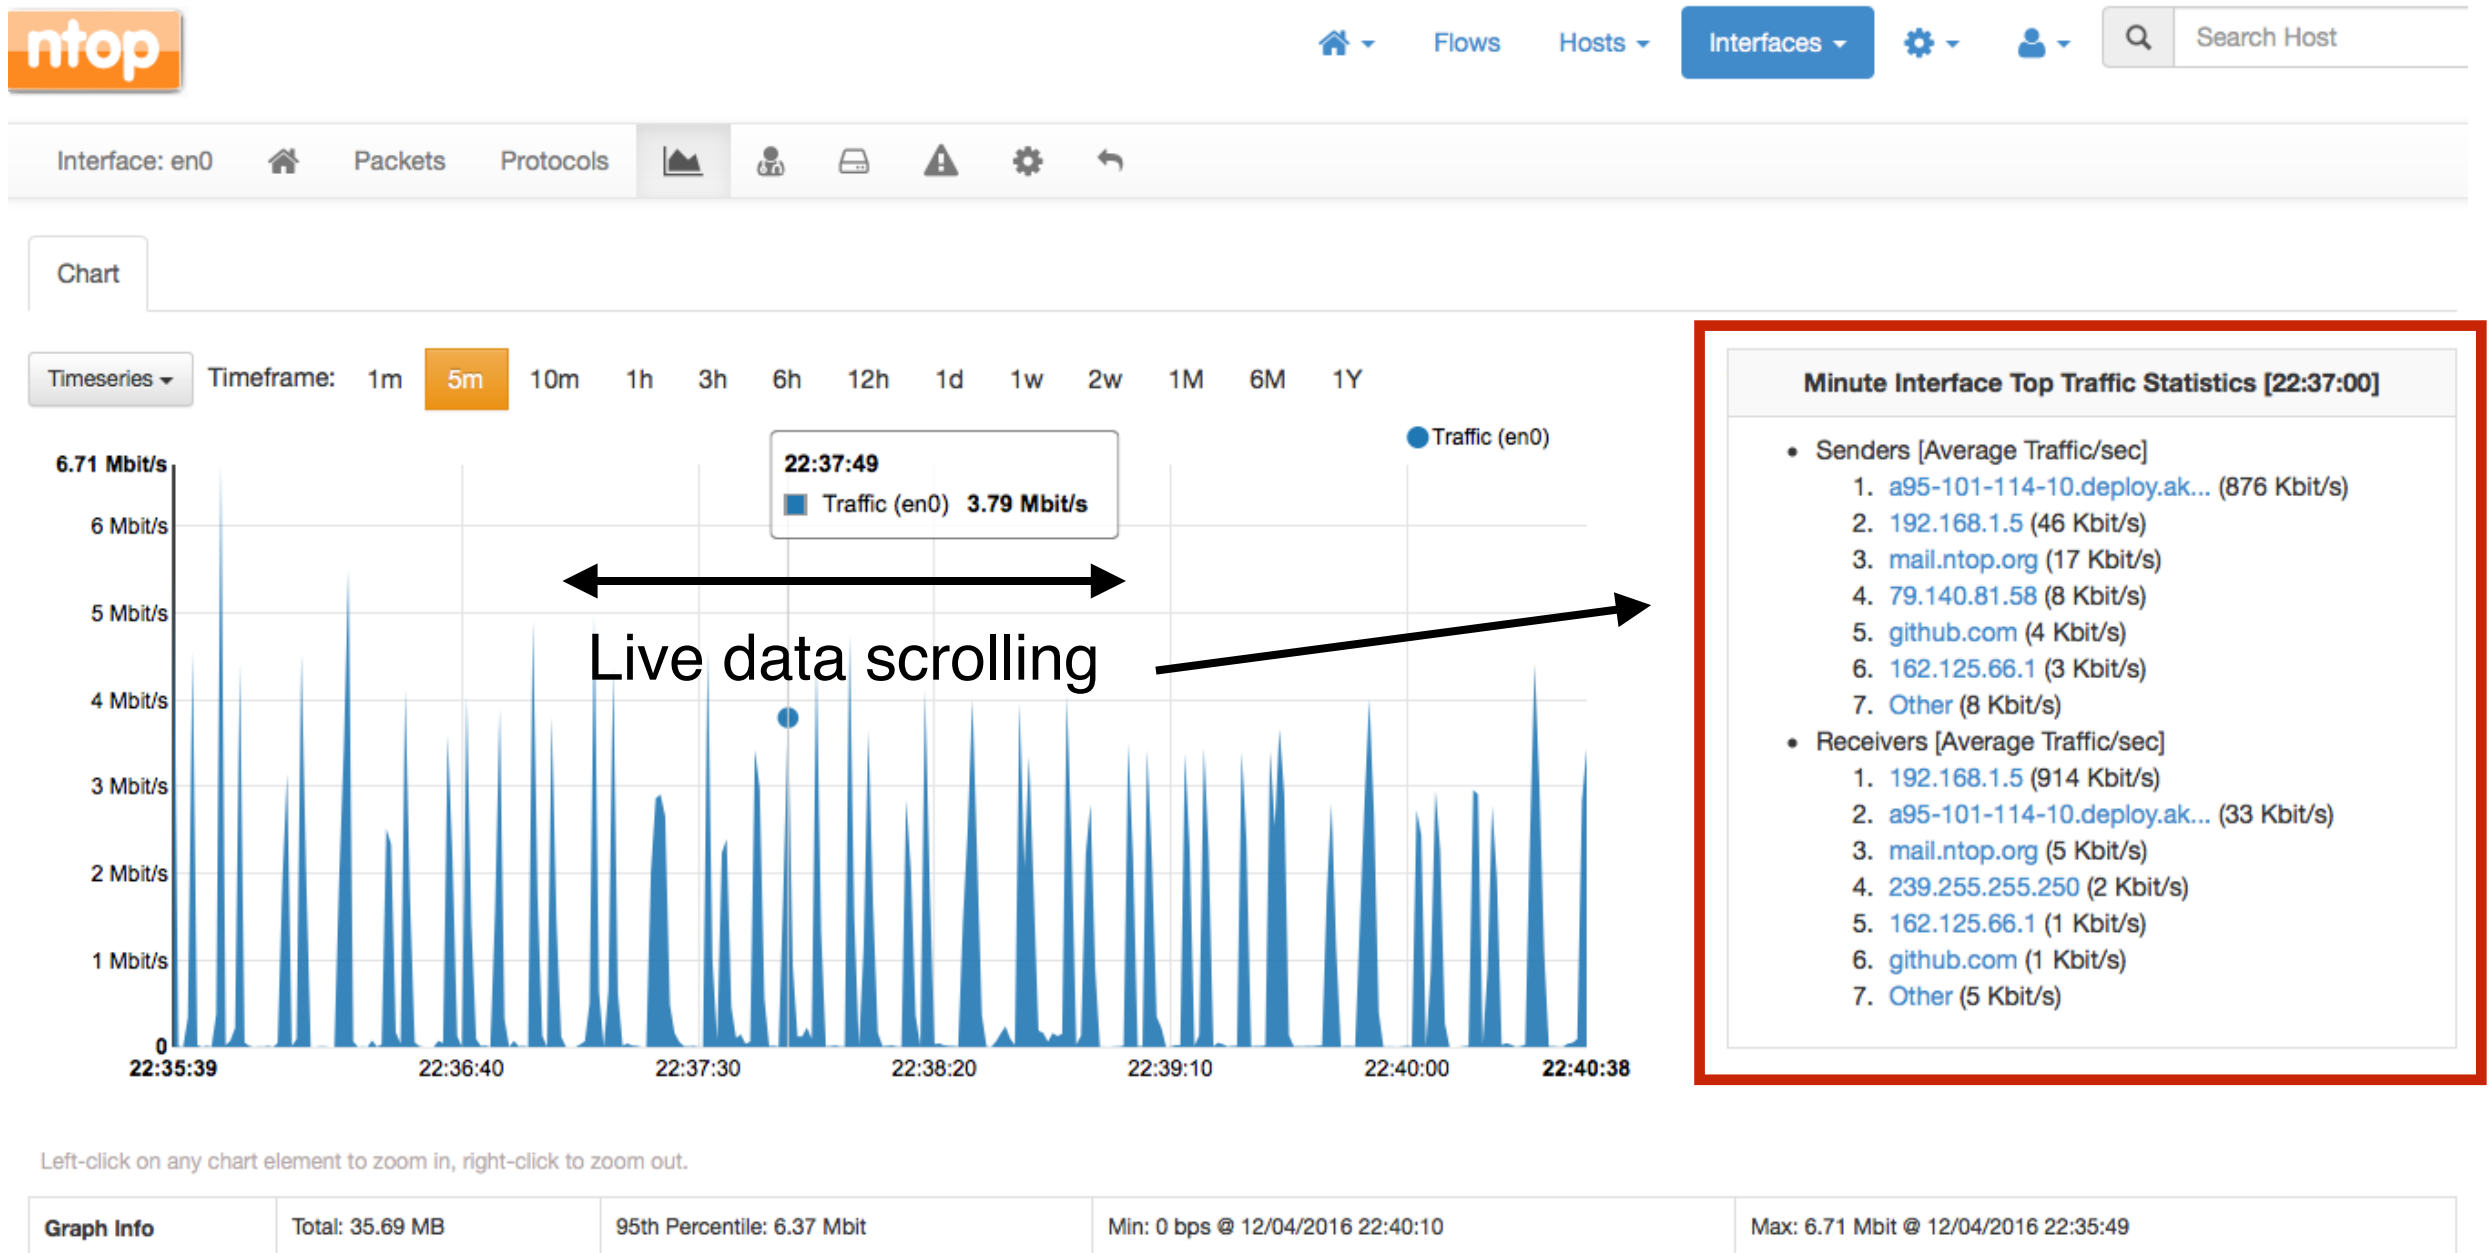 ntop
Flows Hosts Interfaces Search Host
Interface: en0 Packets Protocols
Chart
Timeseries Timeframe: 1m 5m 10m 1h 3h 6h 12h 1d 1w 2w 1M 6M 1Y
Traffic (en0)
22:37:49
Traffic (en0) 3.79 Mbit/s
6.71 Mbit/s
6 Mbit/s
5 Mbit/s
4 Mbit/s
3 Mbit/s
2 Mbit/s
1 Mbit/s
0
Live data scrolling
22:35:39 22:36:40 22:37:30 22:38:20 22:39:10 22:40:00 22:40:38
Minute Interface Top Traffic Statistics [22:37:00]
• Senders [Average Traffic/sec]
1. a95-101-114-10.deploy.ak... (876 Kbit/s)
2. 192.168.1.5 (46 Kbit/s)
3. mail.ntop.org (17 Kbit/s)
4. 79.140.81.58 (8 Kbit/s)
5. github.com (4 Kbit/s)
6. 162.125.66.1 (3 Kbit/s)
7. Other (8 Kbit/s)
• Receivers [Average Traffic/sec]
1. 192.168.1.5 (914 Kbit/s)
2. a95-101-114-10.deploy.ak... (33 Kbit/s)
3. mail.ntop.org (5 Kbit/s)
4. 239.255.255.250 (2 Kbit/s)
5. 162.125.66.1 (1 Kbit/s)
6. github.com (1 Kbit/s)
7. Other (5 Kbit/s)
Left-click on any chart element to zoom in, right-click to zoom out.
Graph Info Total: 35.69 MB 95th Percentile: 6.37 Mbit Min: 0 bps @ 12/04/2016 22:40:10 Max: 6.71 Mbit @ 12/04/2016 22:35:49